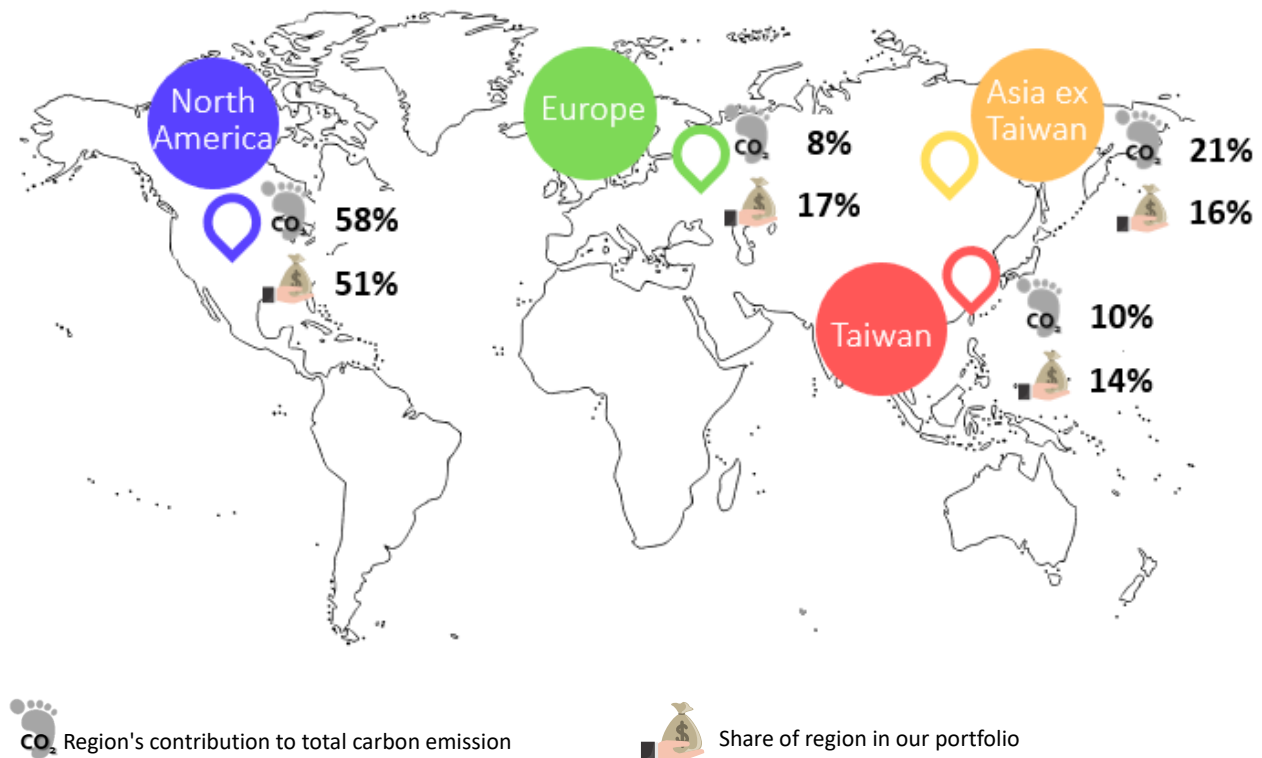 North
America
CO₂
58%
51%
Europe
CO₂
8%
17%
Asia ex
Taiwan
CO₂
21%
16%
Taiwan
CO₂
10%
14%
CO₂ Region's contribution to total carbon emission
$ Share of region in our portfolio